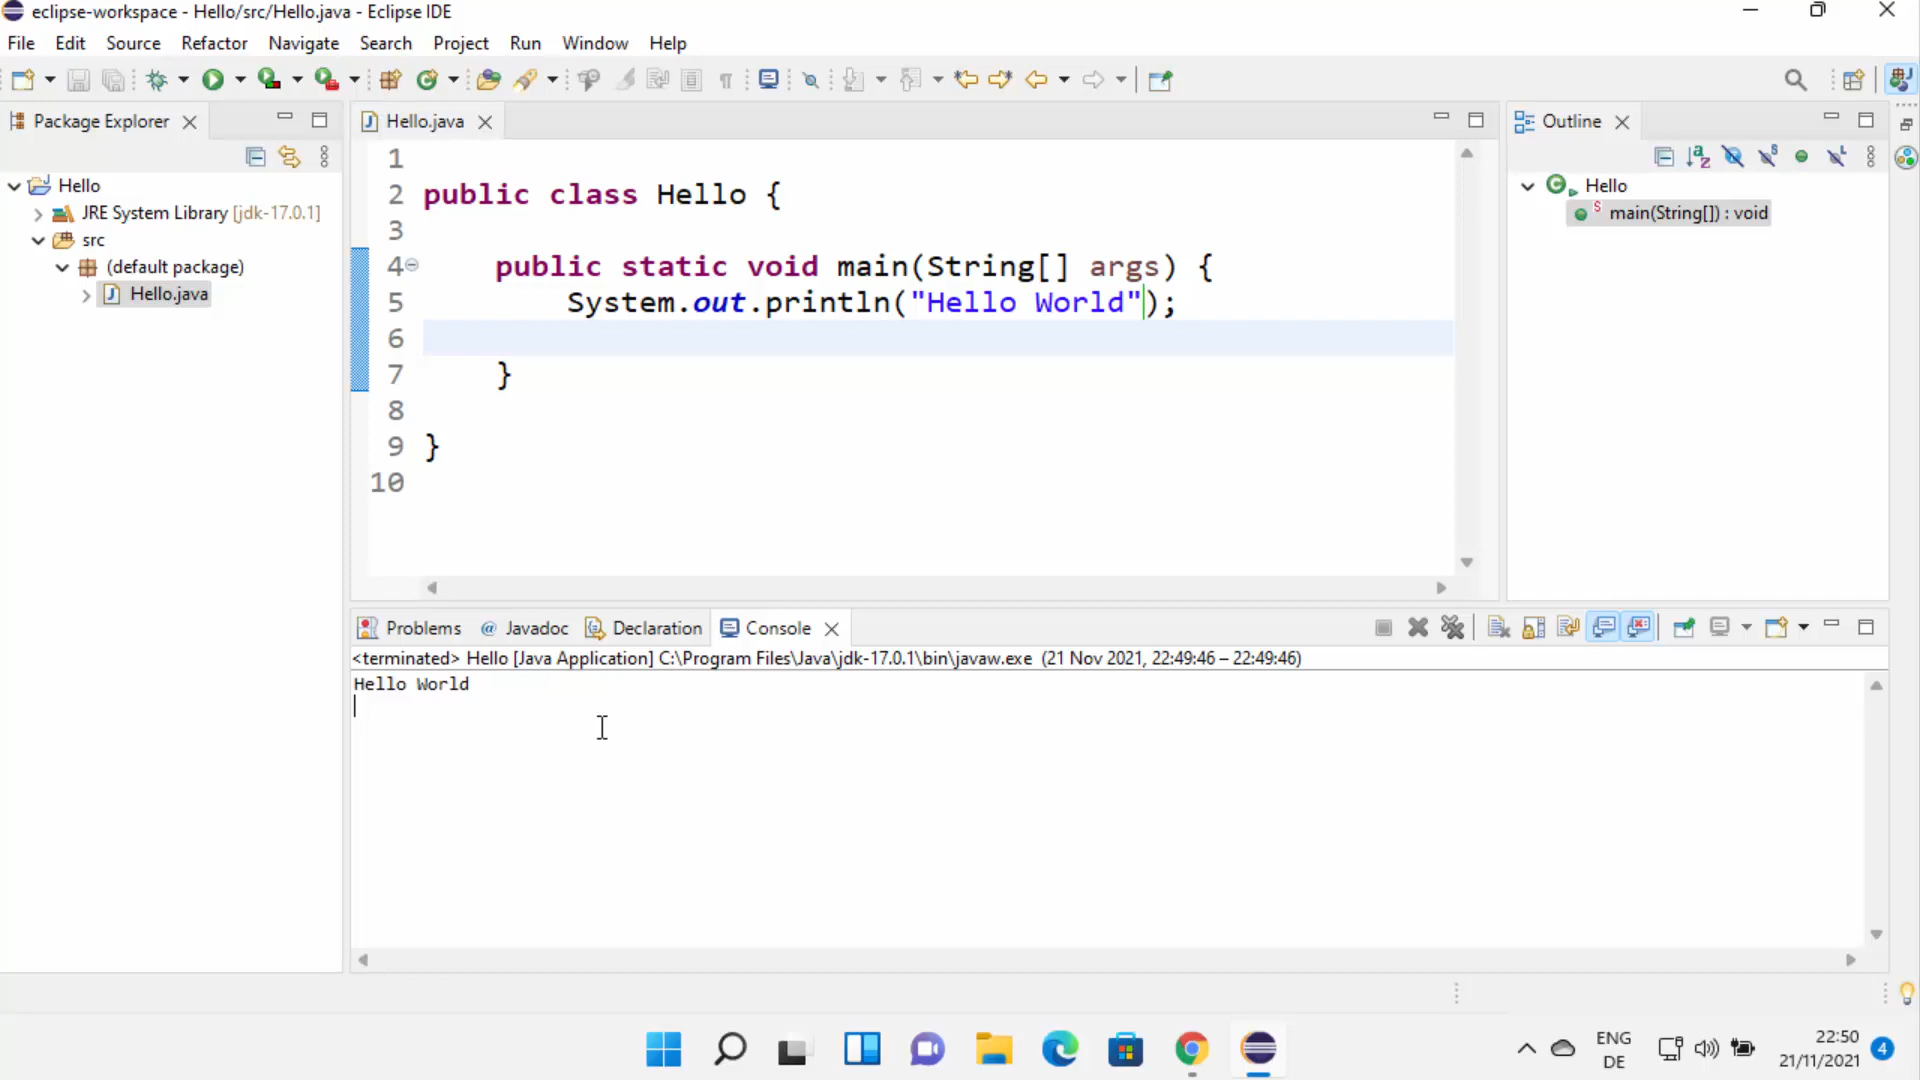 eclipse-workspace - Hello/src/Hello.java - Eclipse IDE
File Edit Source Refactor Navigate Search Project Run Window Help
Package Explorer
Hello
JRE System Library [jdk-17.0.1]
src
(default package)
Hello.java
Hello.java
1
2 public class Hello {
3
4 public static void main(String[] args) {
5 System.out.println("Hello World");
6
7 }
8
9 }
10
Outline
Hello
main(String[]) : void
Problems @ Javadoc Declaration Console
<terminated> Hello [Java Application] C:\Program Files\Java\jdk-17.0.1\bin\javaw.exe (21 Nov 2021, 22:49:46 – 22:49:46)
Hello World
ENG
DE
22:50
21/11/2021
4